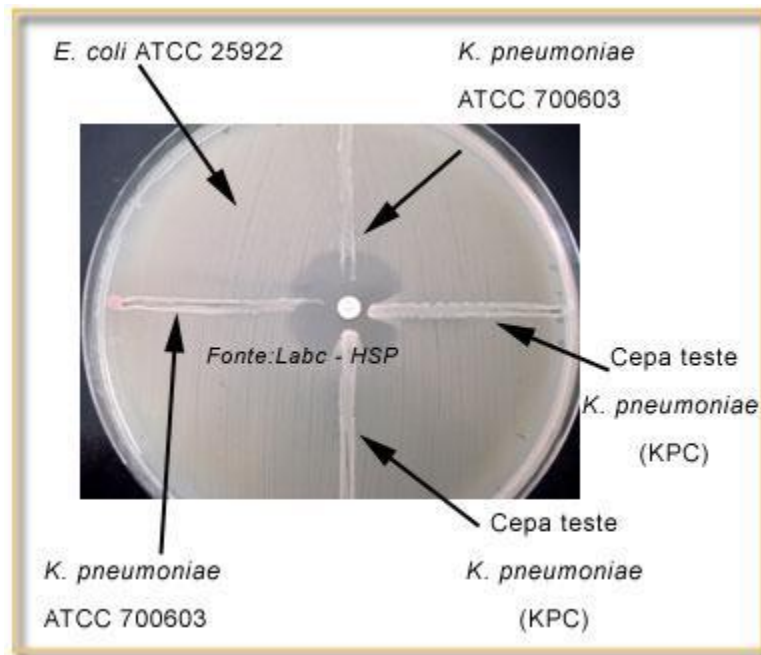 E. coli ATCC 25922
K. pneumoniae
ATCC 700603
Fonte:Labc - HSP
Cepa teste
K. pneumoniae
(KPC)
Cepa teste
K. pneumoniae
(KPC)
K. pneumoniae
ATCC 700603